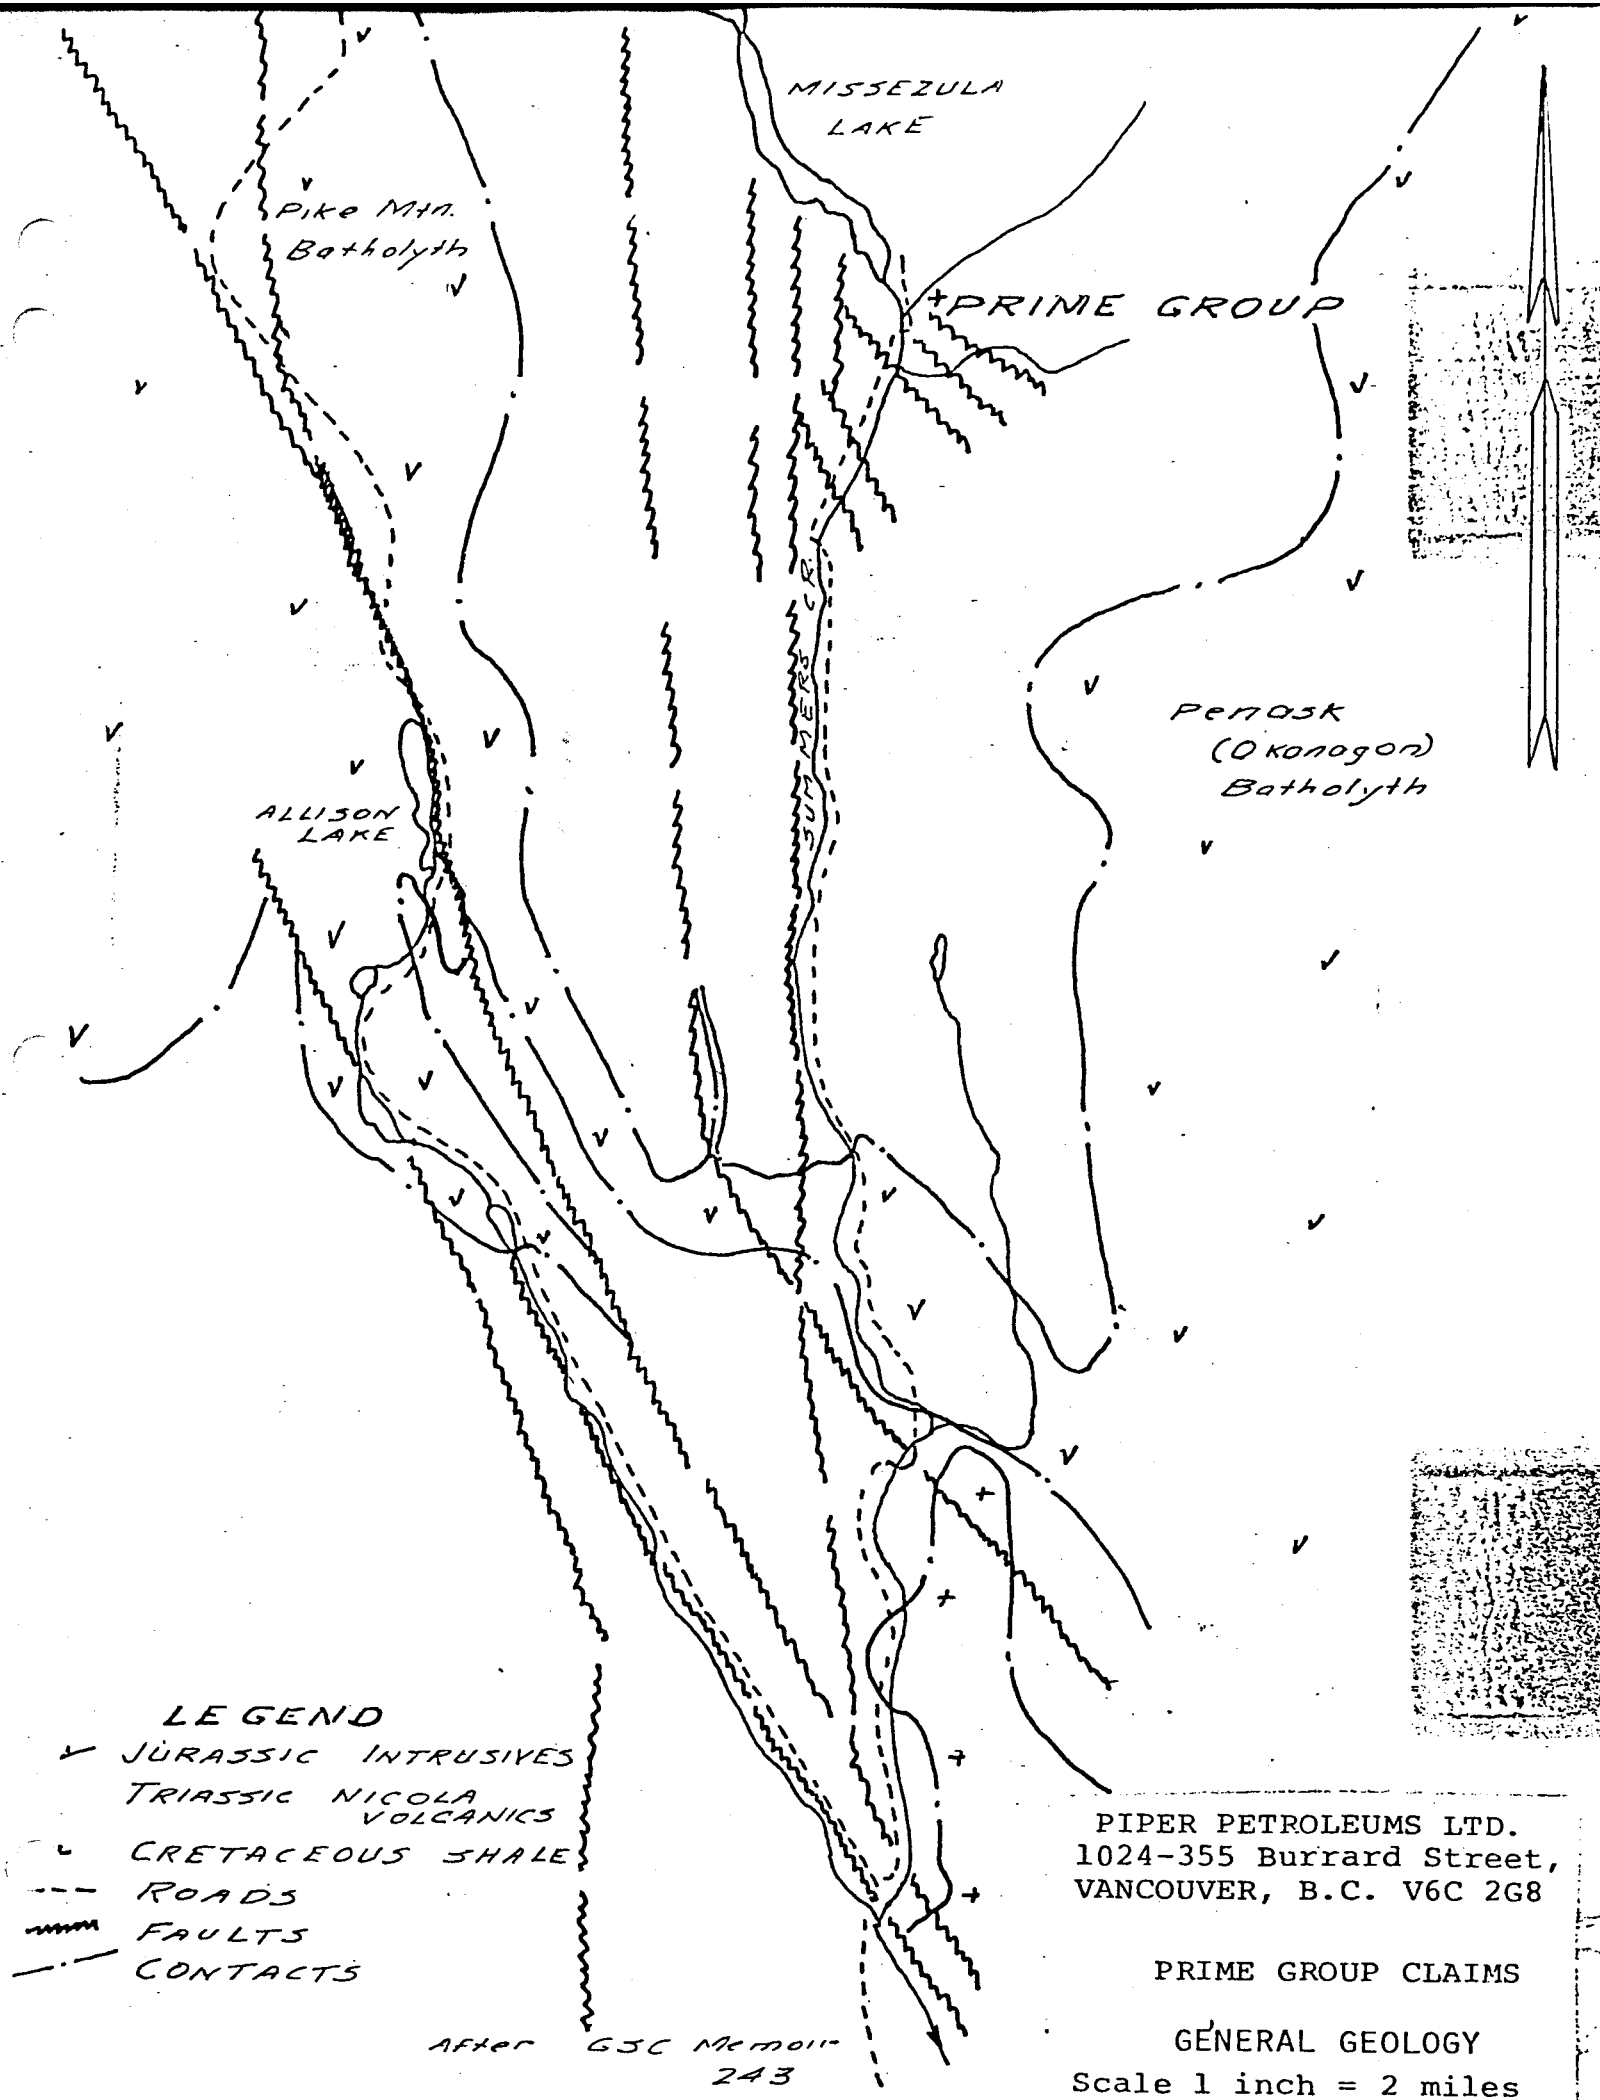 MISSEZULA
LAKE
Pike Mtn.
Batholyth
PRIME GROUP
SUMMERS CR.
Penask
(Okonogon)
Batholyth
ALLISON
LAKE
LEGEND
JURASSIC INTRUSIVES
TRIASSIC NICOLA
VOLCANICS
CRETACEOUS SHALE
ROADS
FAULTS
CONTACTS
After GSC Memoir
243
PIPER PETROLEUMS LTD.
1024-355 Burrard Street,
VANCOUVER, B.C. V6C 2G8
PRIME GROUP CLAIMS
GENERAL GEOLOGY
Scale 1 inch = 2 miles